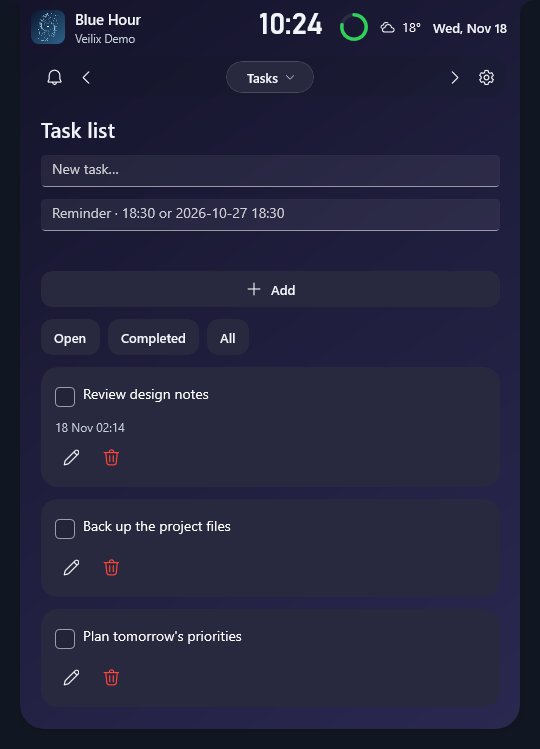 Blue Hour
Veilix Demo
10:24
18°
Wed, Nov 18
Tasks
Task list
New task...
Reminder · 18:30 or 2026-10-27 18:30
Add
Open
Completed
All
Review design notes
18 Nov 02:14
Back up the project files
Plan tomorrow's priorities